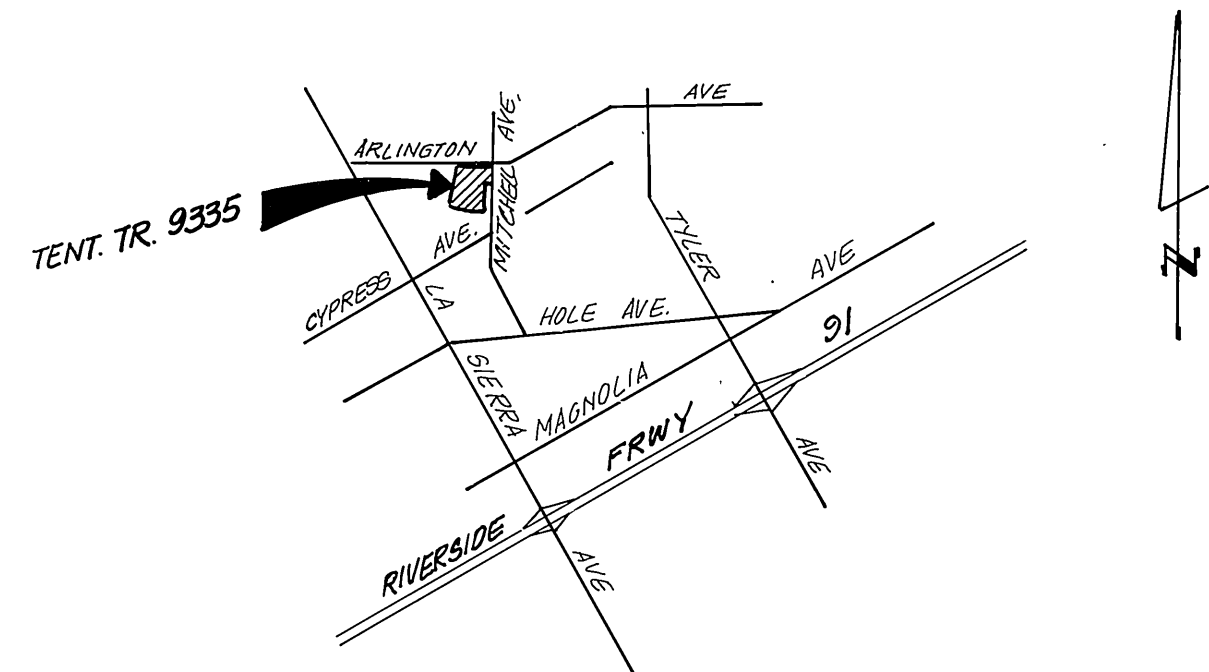 AVE
ARLINGTON
MITCHEL AVE.
TENT. TR. 9335
CYPRESS AVE.
TYLER AVE
LA SIERRA AVE
HOLE AVE.
MAGNOLIA AVE
RIVERSIDE FRWY 91
N